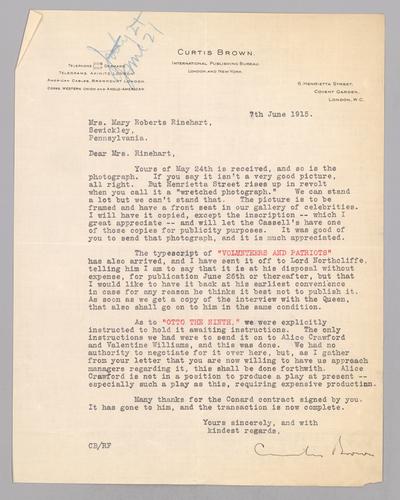 CURTIS BROWN
INTERNATIONAL PUBLISHING BUREAU
LONDON AND NEW YORK
TELEPHONE GERRARD
TELEGRAMS,
AMERICAN CABLES, BROWNCURT LONDON
CODES, WESTERN UNION AND ANGLO-AMERICAN
6 HENRIETTA STREET,
COVENT GARDEN,
LONDON, W.C.
June 21
7th June 1915.
Mrs. Mary Roberts Rinehart,
Sewickley,
Pennsylvania.
Dear Mrs. Rinehart,
Yours of May 24th is received, and so is the
photograph. If you say it isn't a very good picture,
all right. But Henrietta Street rises up in revolt
when you call it a "wretched photograph." We can stand
a lot but we can't stand that. The picture is to be
framed and have a front seat in our gallery of celebrities.
I will have it copied, except the inscription -- which I
great appreciate -- and will let the Cassell's have one
of those copies for publicity purposes. It was good of
you to send that photograph, and it is much appreciated.
The typescript of "VOLUNTEERS AND PATRIOTS"
has also arrived, and I have sent it off to Lord Northcliffe,
telling him I am to say that it is at his disposal without
expense, for publication June 26th or thereafter, but that
I would like to have it back at his earliest convenience
in case for any reason he thinks it best not to publish it.
As soon as we get a copy of the interview with the Queen,
that also shall go on to him in the same condition.
As to "OTTO THE NINTH," we were explicitly
instructed to hold it awaiting instructions. The only
instructions we had were to send it on to Alice Crawford
and Valentine Williams, and this was done. We had no
authority to negotiate for it over here, but, as I gather
from your letter that you are now willing to have us approach
managers regarding it, this shall be done forthwith. Alice
Crawford is not in a position to produce a play at present --
especially such a play as this, requiring expensive production.
Many thanks for the Conard contract signed by you.
It has gone to him, and the transaction is now complete.
Yours sincerely, and with
kindest regards,
CB/RF
Curtis Brown